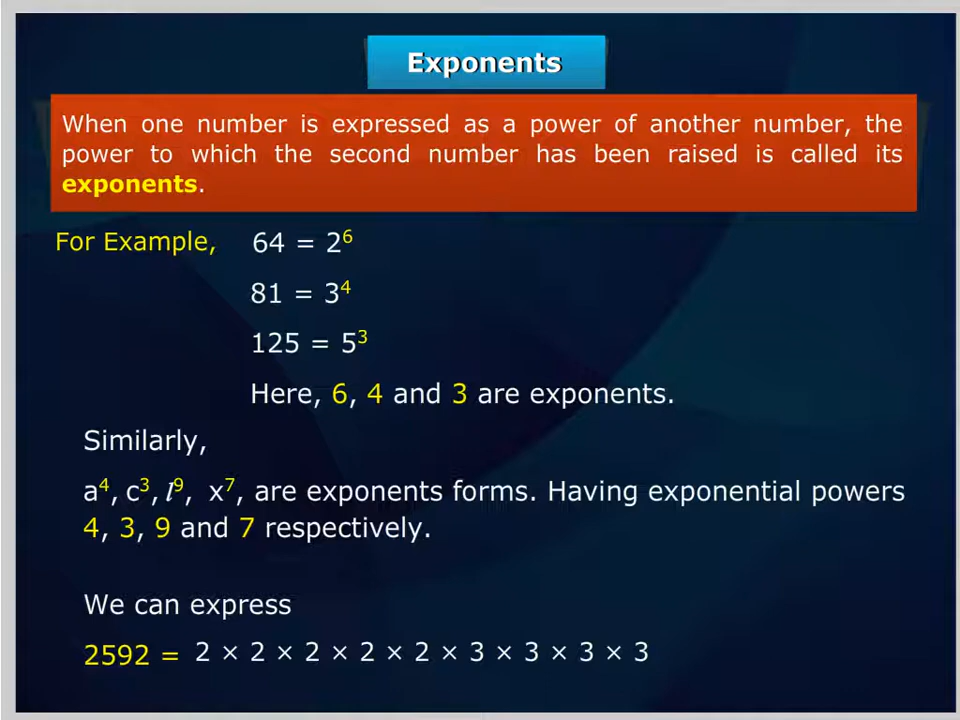 Exponents
When one number is expressed as a power of another number, the
power to which the second number has been raised is called its
exponents.
For Example, 64 = 2⁶
81 = 3⁴
125 = 5³
Here, 6, 4 and 3 are exponents.
Similarly,
a⁴, c³, l⁹, x⁷, are exponents forms. Having exponential powers
4, 3, 9 and 7 respectively.
We can express
2592 = 2 × 2 × 2 × 2 × 2 × 3 × 3 × 3 × 3